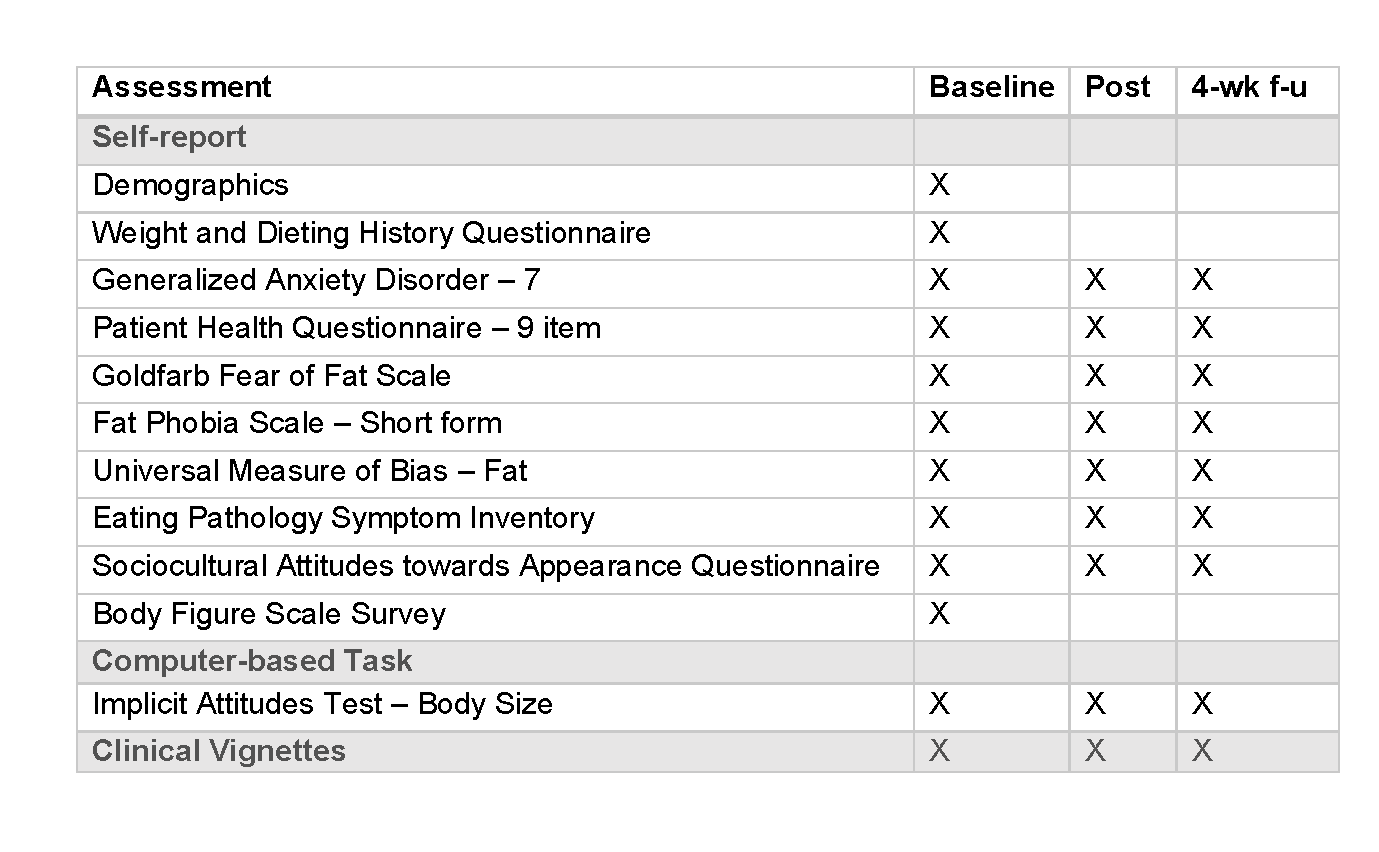 Assessment Baseline Post 4-wk f-u
Self-report
Demographics X
Weight and Dieting History Questionnaire X
Generalized Anxiety Disorder – 7 X X X
Patient Health Questionnaire – 9 item X X X
Goldfarb Fear of Fat Scale X X X
Fat Phobia Scale – Short form X X X
Universal Measure of Bias – Fat X X X
Eating Pathology Symptom Inventory X X X
Sociocultural Attitudes towards Appearance Questionnaire X X X
Body Figure Scale Survey X
Computer-based Task
Implicit Attitudes Test – Body Size X X X
Clinical Vignettes X X X